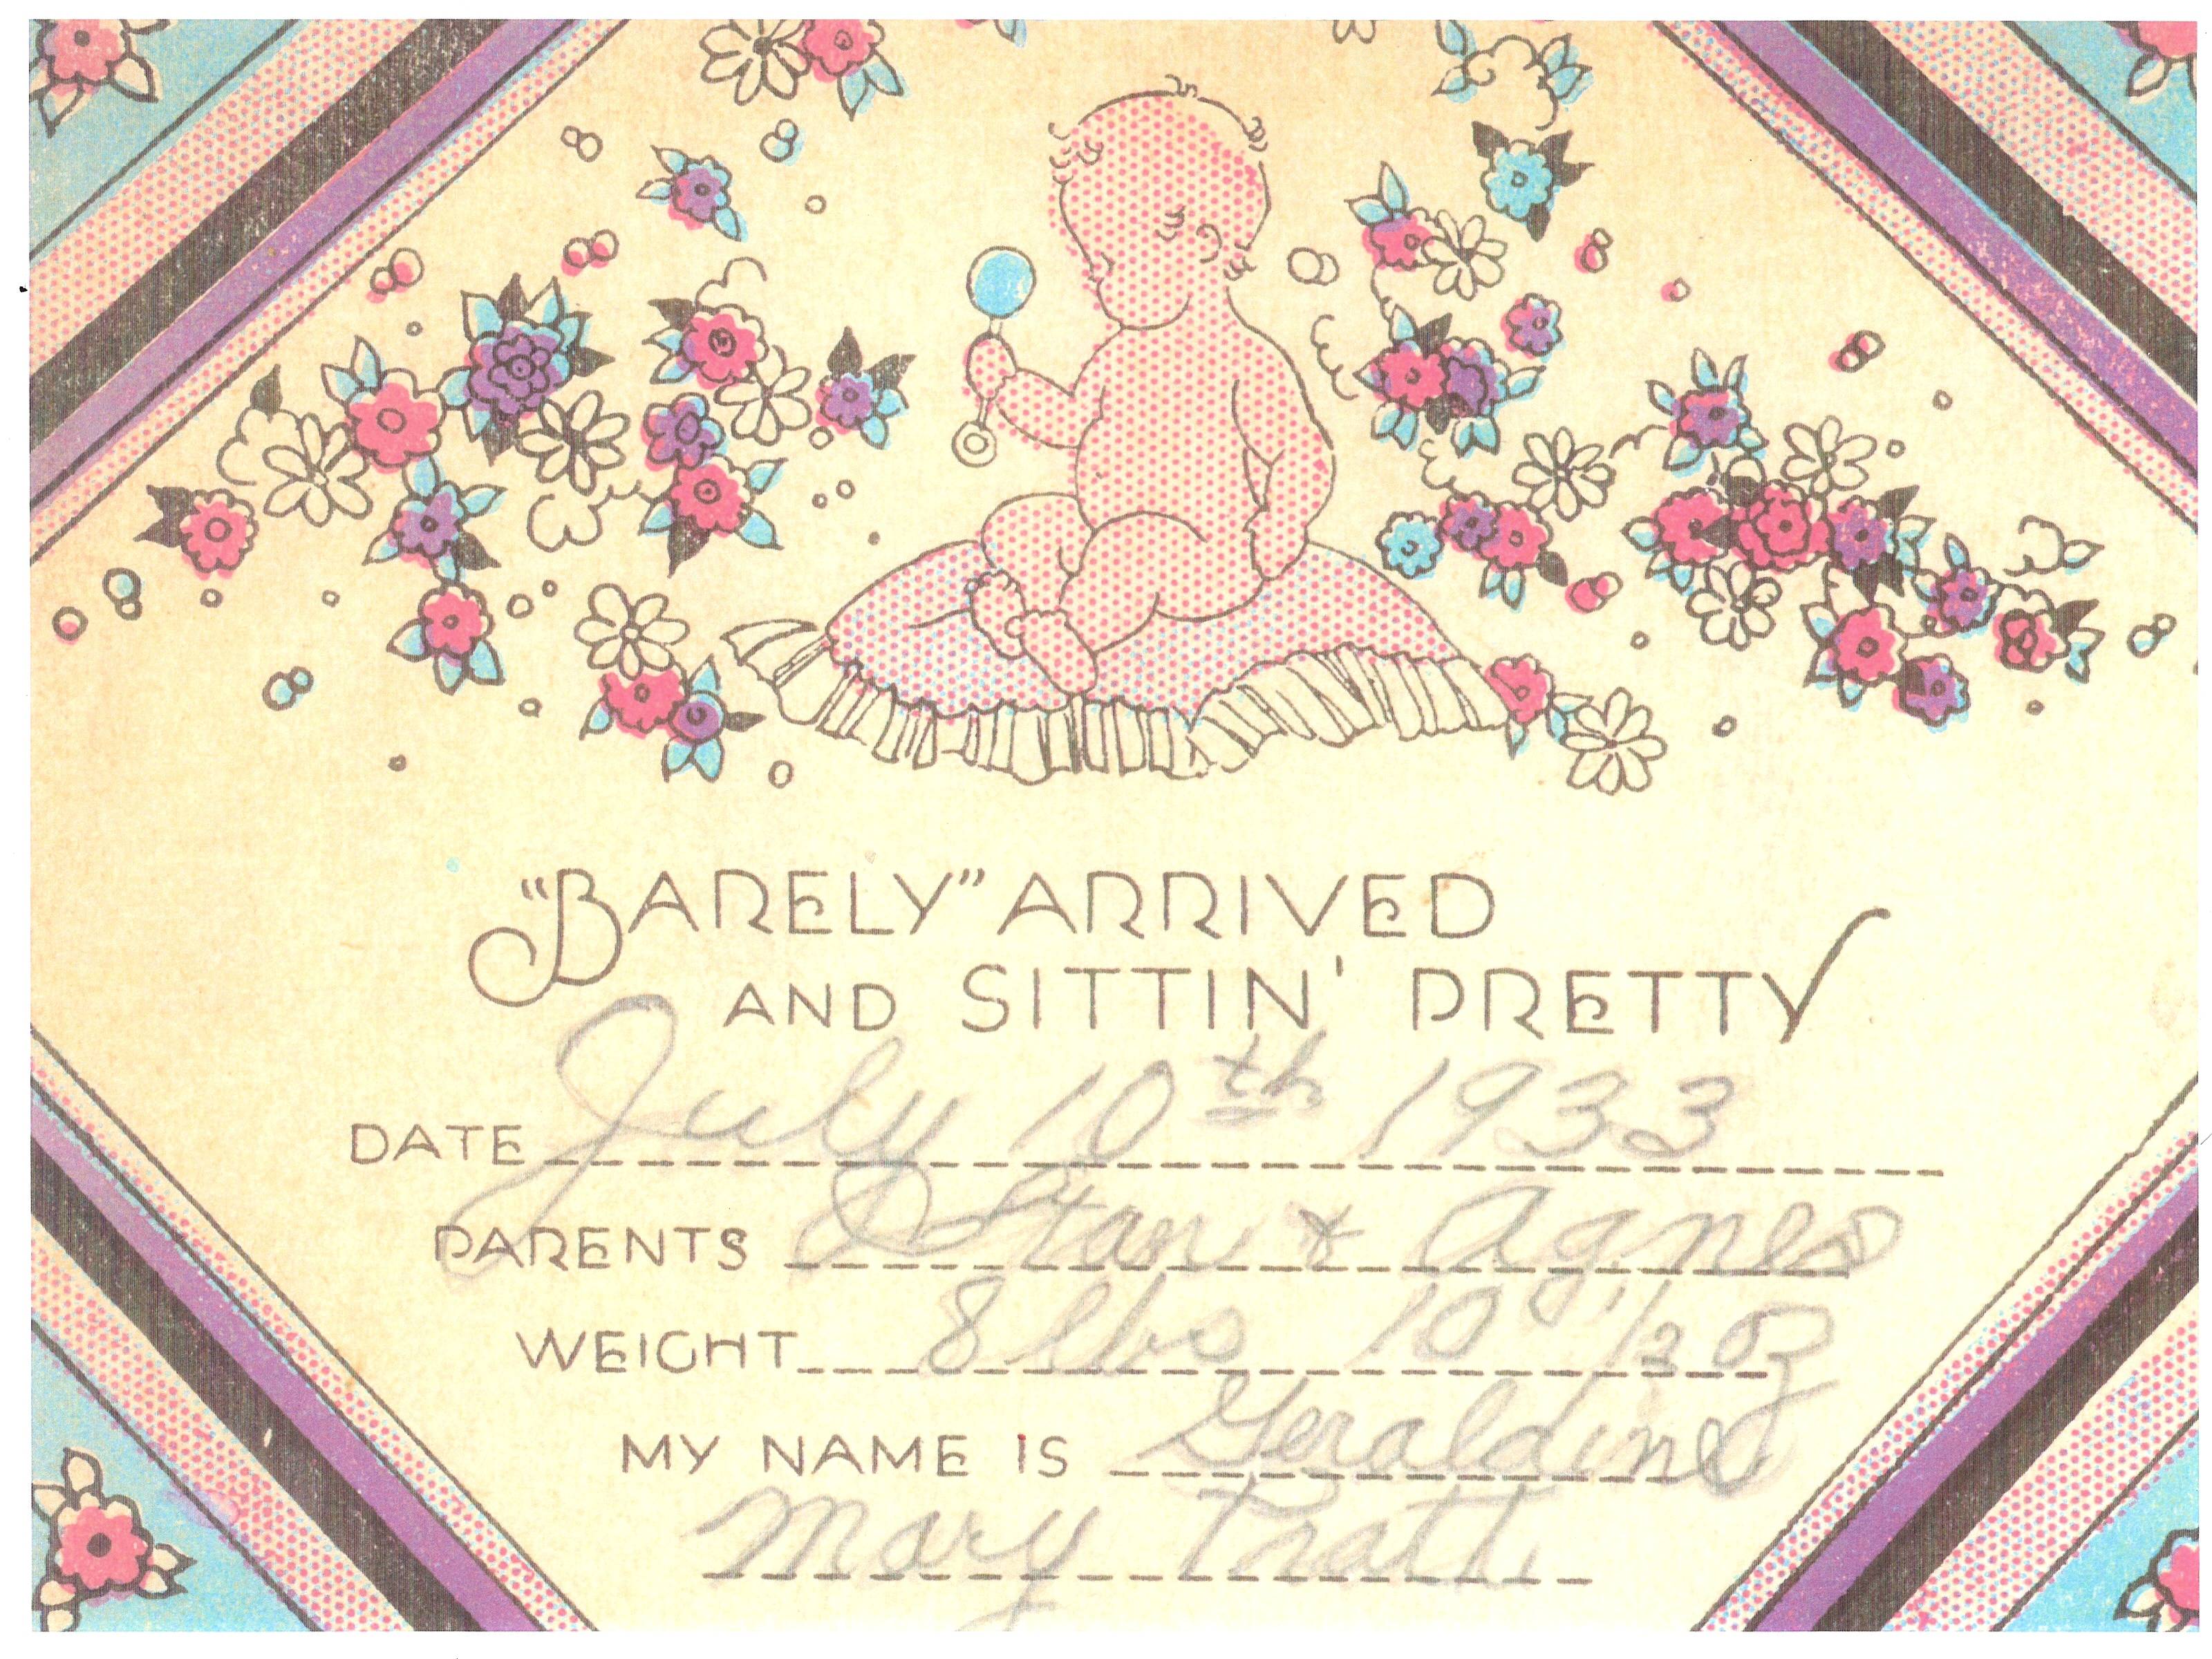 "BARELY" ARRIVED
AND SITTIN' PRETTY
DATE July 10th 1933
PARENTS Stan & Agnes
WEIGHT 8 lbs 10 1/2 oz
MY NAME IS Geraldine
Mary